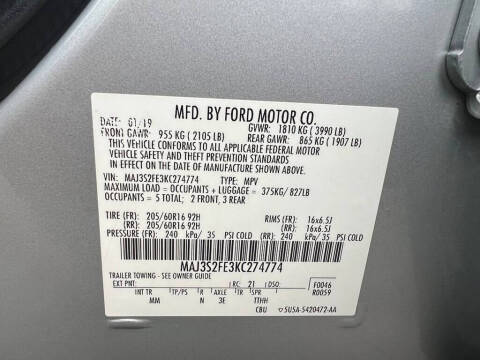 MFD. BY FORD MOTOR CO.
DATE: 01/19 GVWR: 1810 KG ( 3990 LB)
FRONT GAWR: 955 KG ( 2105 LB) REAR GAWR: 865 KG ( 1907 LB)
THIS VEHICLE CONFORMS TO ALL APPLICABLE FEDERAL MOTOR
VEHICLE SAFETY AND THEFT PREVENTION STANDARDS
IN EFFECT ON THE DATE OF MANUFACTURE SHOWN ABOVE.
VIN: MAJ3S2FE3KC274774 TYPE: MPV
MAXIMUM LOAD = OCCUPANTS + LUGGAGE = 375KG/ 827LB
OCCUPANTS = 5 TOTAL; 2 FRONT, 3 REAR
TIRE (FR): 205/60R16 92H RIMS (FR): 16x6.5J
(RR): 205/60R16 92H (RR): 16x6.5J
PRESSURE (FR): 240 kPa/ 35 PSI COLD (RR): 240 kPa/ 35 PSI COLD
MAJ3S2FE3KC274774
TRAILER TOWING - SEE OWNER GUIDE F0046
EXT PNT: RC: 21 DSO: R0059
INT TR TP/PS R AXLE TR SPR
MM N 3E TTHH
CBU 5U5A-5420472-AA